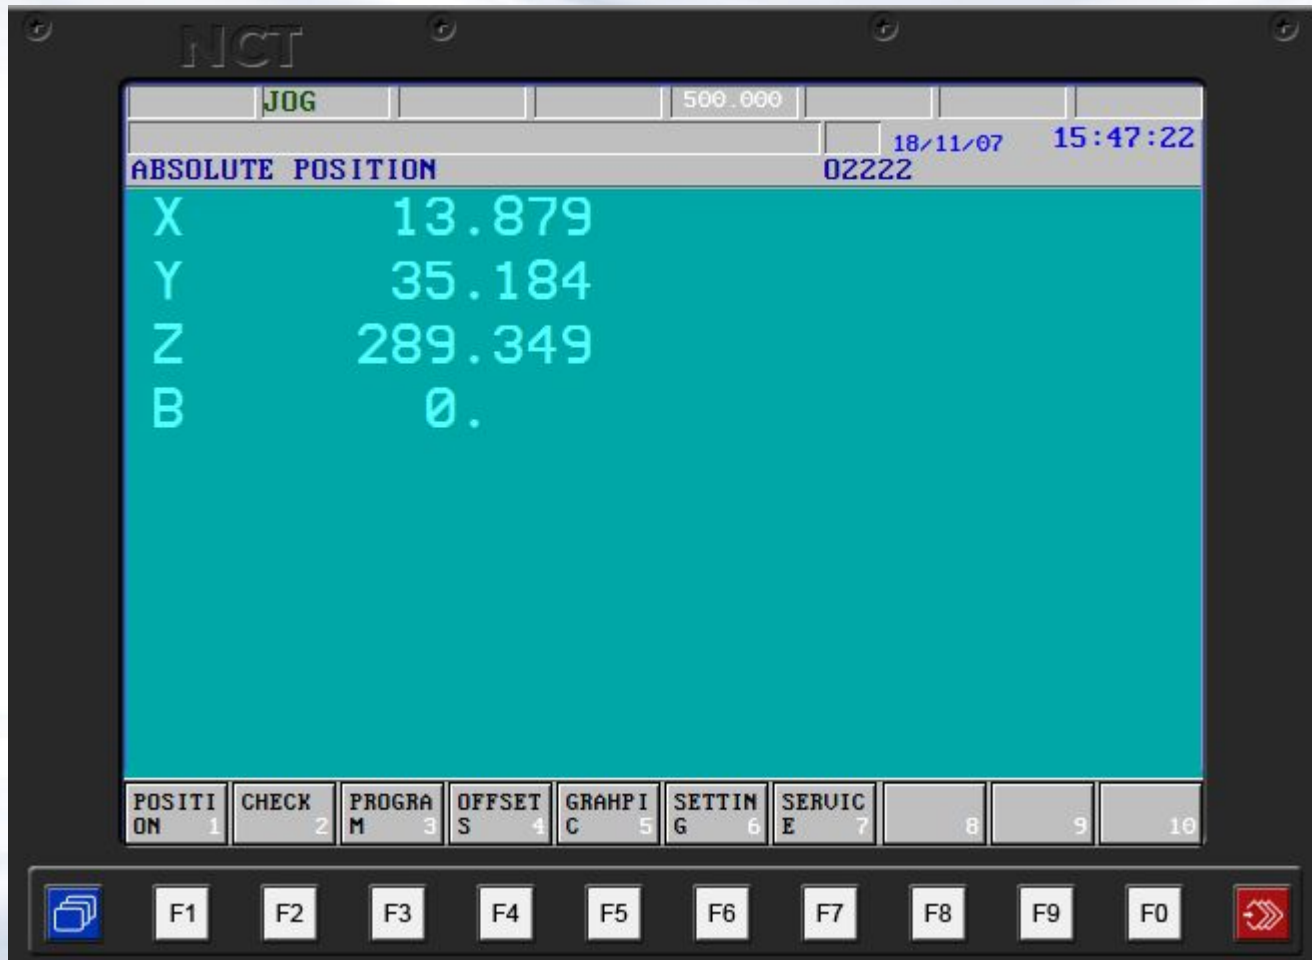 NCT
JOG 500.000
18/11/07 15:47:22
ABSOLUTE POSITION O2222
X 13.879
Y 35.184
Z 289.349
B 0.
POSITI CHECK PROGRA OFFSET GRAHPI SETTIN SERVIC
ON 1 2 M 3 S 4 C 5 G 6 E 7 8 9 10
F1 F2 F3 F4 F5 F6 F7 F8 F9 F0